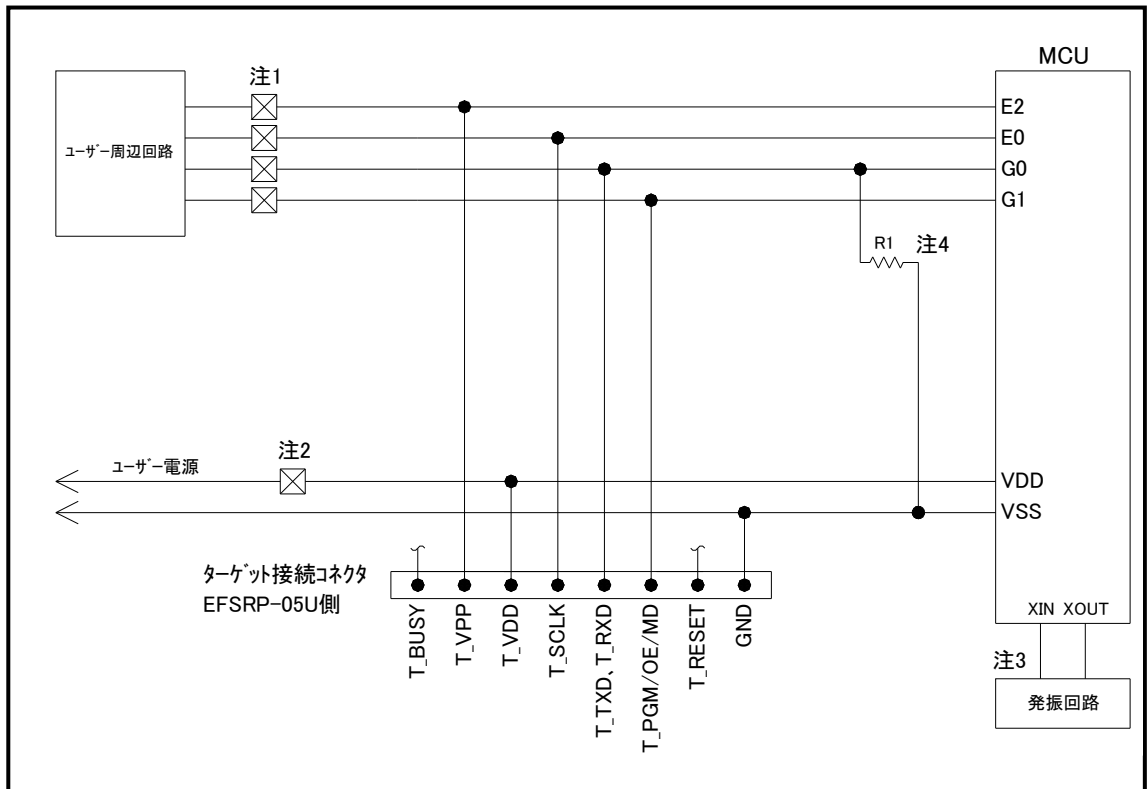 MCU
注1
E2
E0
G0
G1
ユーザー周辺回路
R1
注4
注2
ユーザー電源
VDD
VSS
ターゲット接続コネクタ
EFSRP-05U側
T_BUSY
T_VPP
T_VDD
T_SCLK
T_TXD、T_RXD
T_PGM/OE/MD
T_RESET
GND
XIN XOUT
注3
発振回路